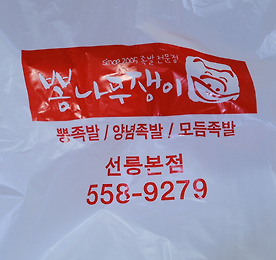 since 2005 족발 전문점
뽐나무쟁이
뽕족발 / 양념족발 / 모듬족발
선릉본점
558-9279